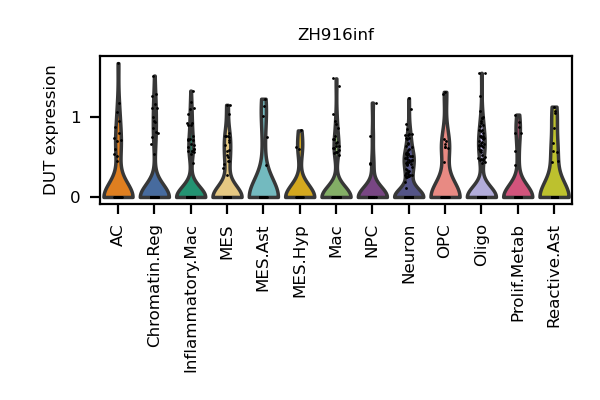 ZH916inf
DUT expression
1
0
AC
Chromatin.Reg
Inflammatory.Mac
MES
MES.Ast
MES.Hyp
Mac
NPC
Neuron
OPC
Oligo
Prolif.Metab
Reactive.Ast